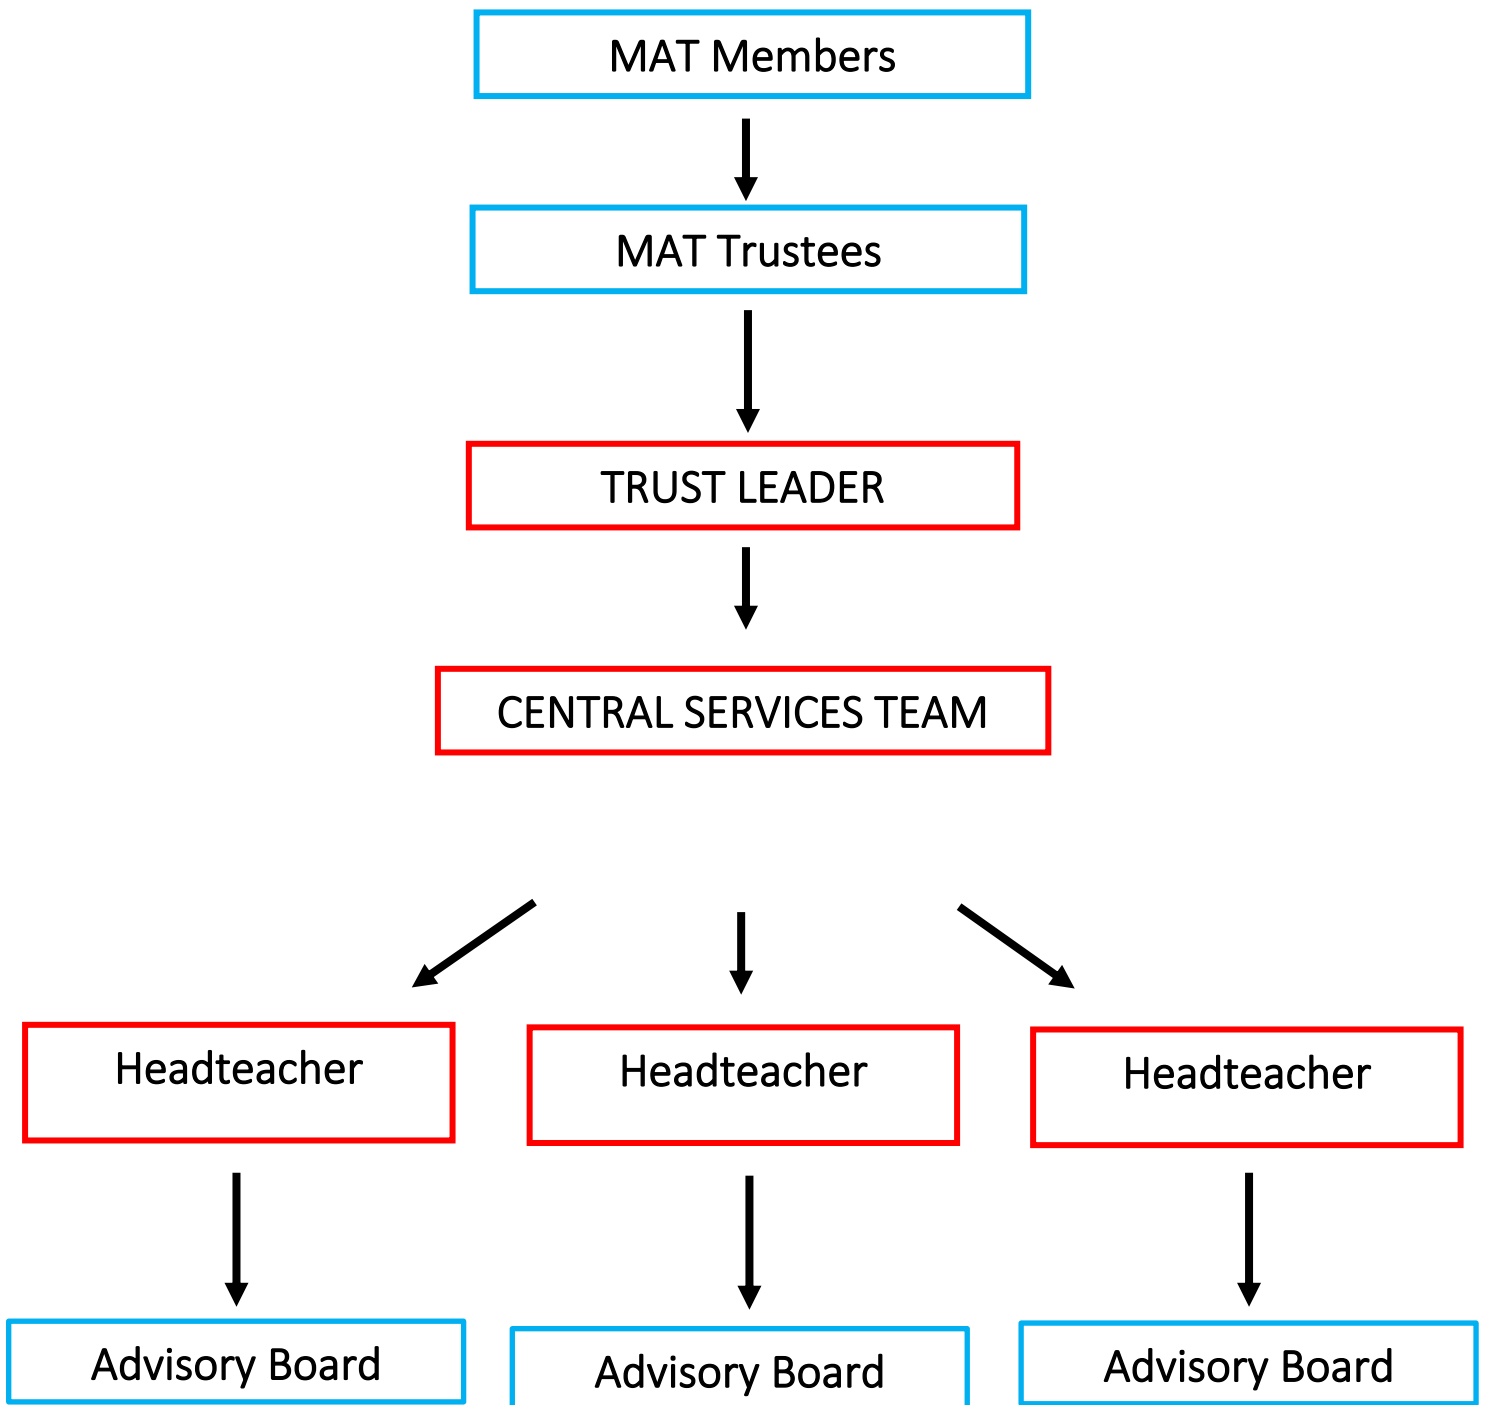 MAT Members
MAT Trustees
TRUST LEADER
CENTRAL SERVICES TEAM
Headteacher
Headteacher
Headteacher
Advisory Board
Advisory Board
Advisory Board